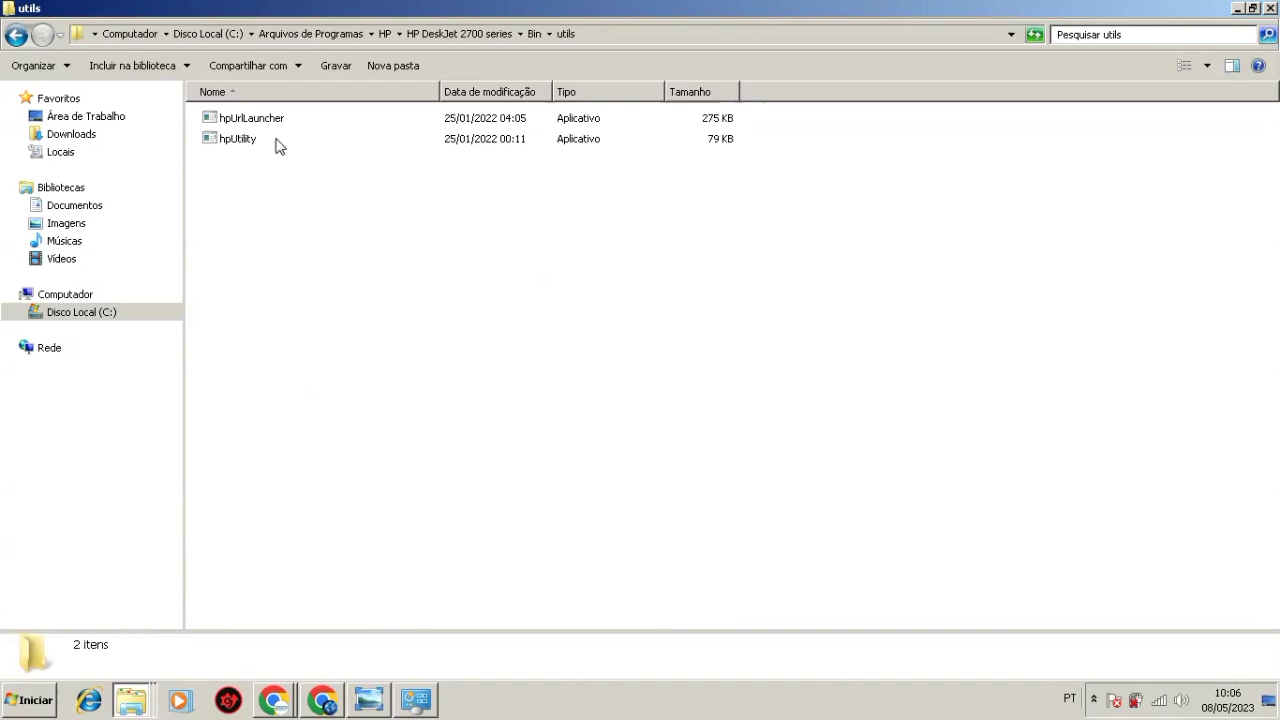 utils
Computador Disco Local (C:) Arquivos de Programas HP HP DeskJet 2700 series Bin utils
Pesquisar utils
Organizar Incluir na biblioteca Compartilhar com Gravar Nova pasta
Favoritos
Área de Trabalho
Downloads
Locais
Bibliotecas
Documentos
Imagens
Músicas
Vídeos
Computador
Disco Local (C:)
Rede
Nome Data de modificação Tipo Tamanho
hpUrlLauncher 25/01/2022 04:05 Aplicativo 275 KB
hpUtility 25/01/2022 00:11 Aplicativo 79 KB
2 itens
Iniciar
PT
10:06
08/05/2023